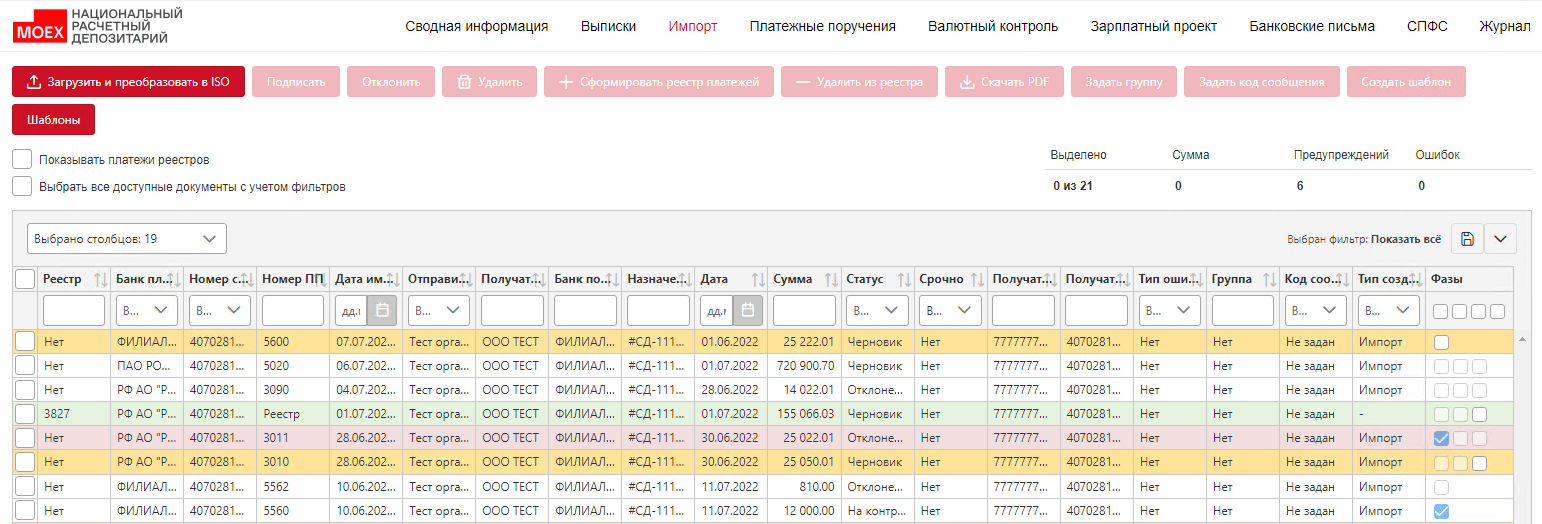 MOEX НАЦИОНАЛЬНЫЙ
РАСЧЕТНЫЙ
ДЕПОЗИТАРИЙ
Сводная информация Выписки Импорт Платежные поручения Валютный контроль Зарплатный проект Банковские письма СПФС Журнал
Загрузить и преобразовать в ISO Подписать Отклонить Удалить Сформировать реестр платежей Удалить из реестра Скачать PDF Задать группу Задать код сообщения Создать шаблон
Шаблоны
Показывать платежи реестров
Выбрать все доступные документы с учетом фильтров
Выделено Сумма Предупреждений Ошибок
0 из 21 0 6 0
Выбрано столбцов: 19 Выбран фильтр: Показать всё
Реестр Банк пл... Номер с... Номер ПП Дата им... Отправи... Получат... Банк по... Назначе... Дата Сумма Статус Срочно Получат... Получат... Тип оши... Группа Код соо... Тип созд... Фазы
В... В... дд.м В... дд.м В... В... В... В... В...
Нет ФИЛИАЛ... 4070281... 5600 07.07.202... Тест орга... ООО ТЕСТ ФИЛИАЛ... #СД-111... 01.06.2022 25 222.01 Черновик Нет 7777777... 4070281... Нет Нет Не задан Импорт
Нет ПАО РО... 4070281... 5020 06.07.202... Тест орга... ООО ТЕСТ ФИЛИАЛ... #СД-111... 01.07.2022 720 900.70 Черновик Нет 7777777... 4070281... Нет Нет Не задан Импорт
Нет РФ АО "Р... 4070281... 3090 04.07.202... Тест орга... ООО ТЕСТ ФИЛИАЛ... #СД-111... 28.06.2022 14 022.01 Отклоне... Нет 7777777... 4070281... Нет Нет Не задан Импорт
3827 РФ АО "Р... 4070281... Реестр 01.07.202... Тест орга... ООО ТЕСТ ФИЛИАЛ... #СД-111... 01.07.2022 155 066.03 Черновик Нет 7777777... 4070281... Нет Нет Не задан -
Нет РФ АО "Р... 4070281... 3011 28.06.202... Тест орга... ООО ТЕСТ ФИЛИАЛ... #СД-111... 30.06.2022 25 022.01 Отклоне... Нет 7777777... 4070281... Нет Нет Не задан Импорт
Нет РФ АО "Р... 4070281... 3010 28.06.202... Тест орга... ООО ТЕСТ ФИЛИАЛ... #СД-111... 30.06.2022 25 050.01 Черновик Нет 7777777... 4070281... Нет Нет Не задан Импорт
Нет ФИЛИАЛ... 4070281... 5562 10.06.202... Тест орга... ООО ТЕСТ ФИЛИАЛ... #СД-111... 11.07.2022 810.00 Отклоне... Нет 7777777... 4070281... Нет Нет Не задан Импорт
Нет ФИЛИАЛ... 4070281... 5560 10.06.202... Тест орга... ООО ТЕСТ ФИЛИАЛ... #СД-111... 11.07.2022 12 000.00 На контр... Нет 7777777... 4070281... Нет Нет Не задан Импорт